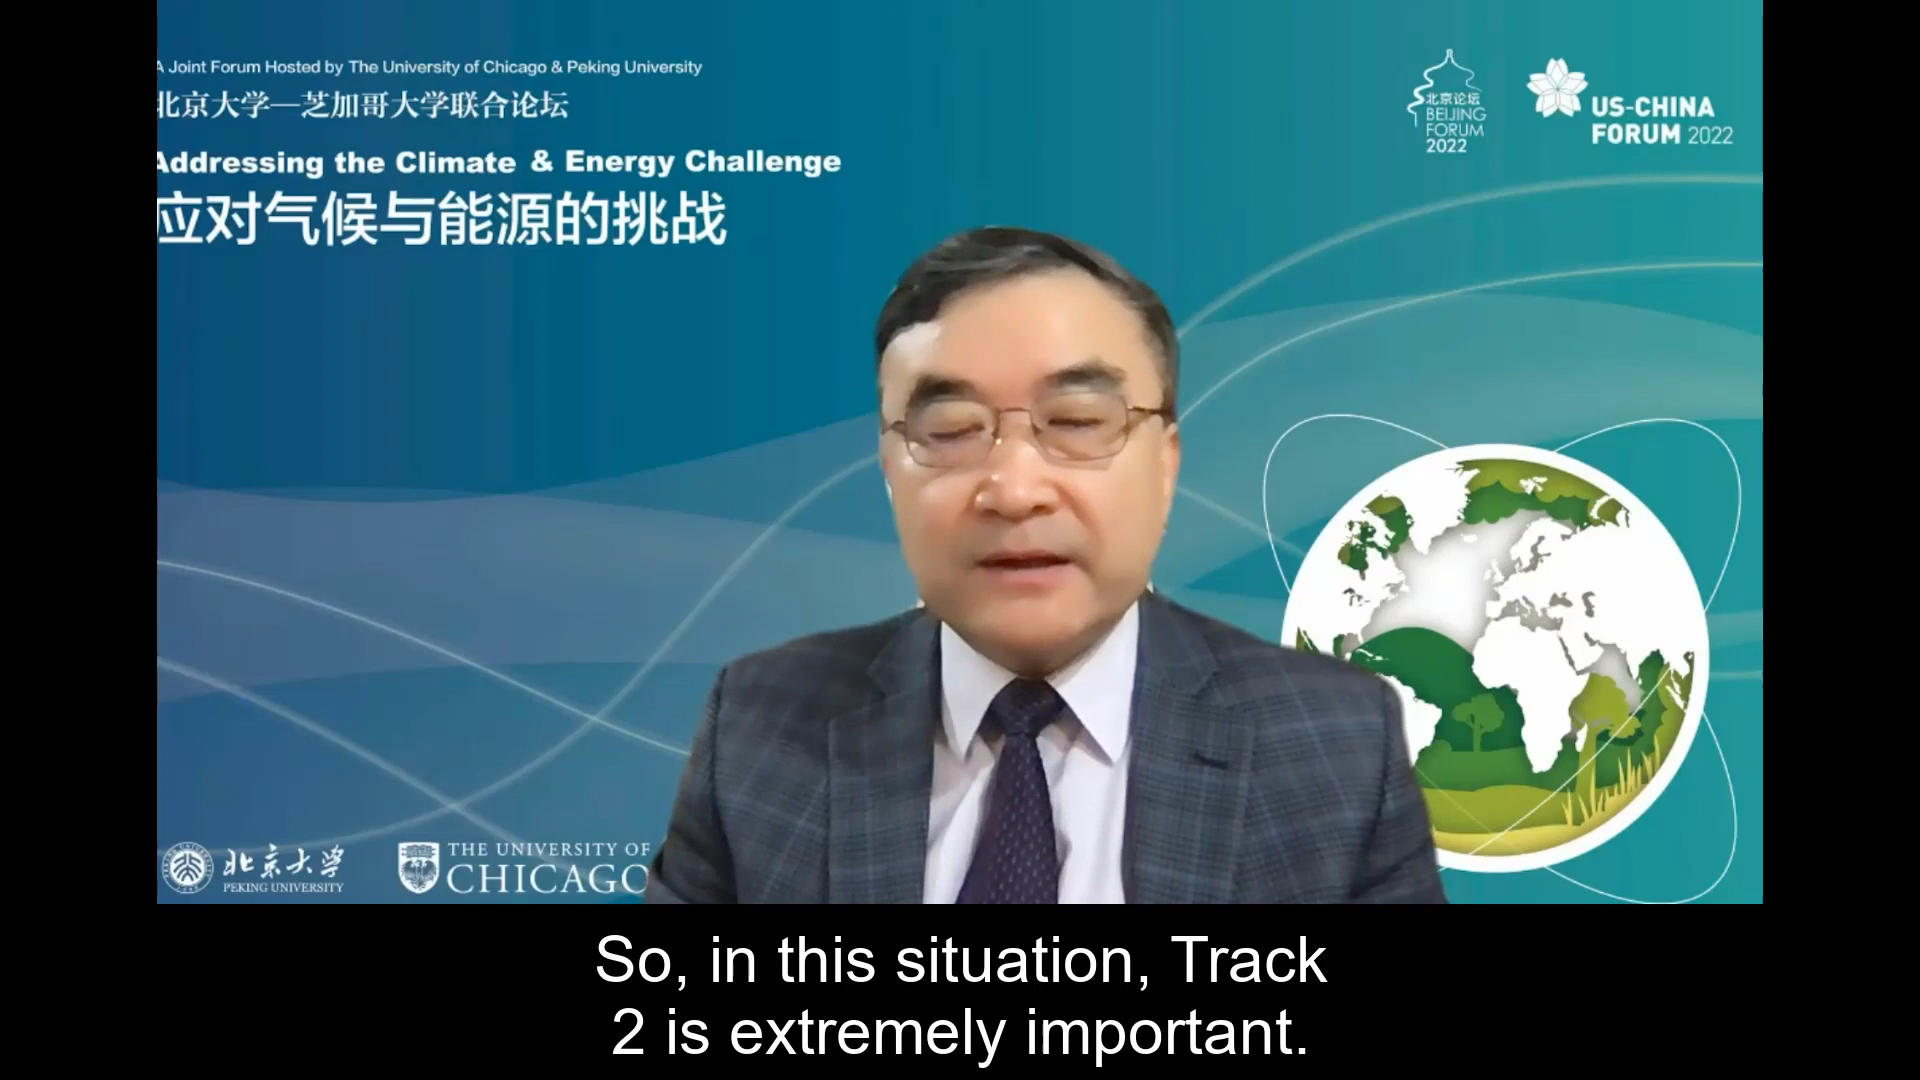 A Joint Forum Hosted by The University of Chicago & Peking University
北京大学—芝加哥大学联合论坛
Addressing the Climate & Energy Challenge
应对气候与能源的挑战
北京论坛
BEIJING
FORUM
2022
US-CHINA
FORUM 2022
北京大学
PEKING UNIVERSITY
THE UNIVERSITY OF
CHICAGO
So, in this situation, Track
2 is extremely important.